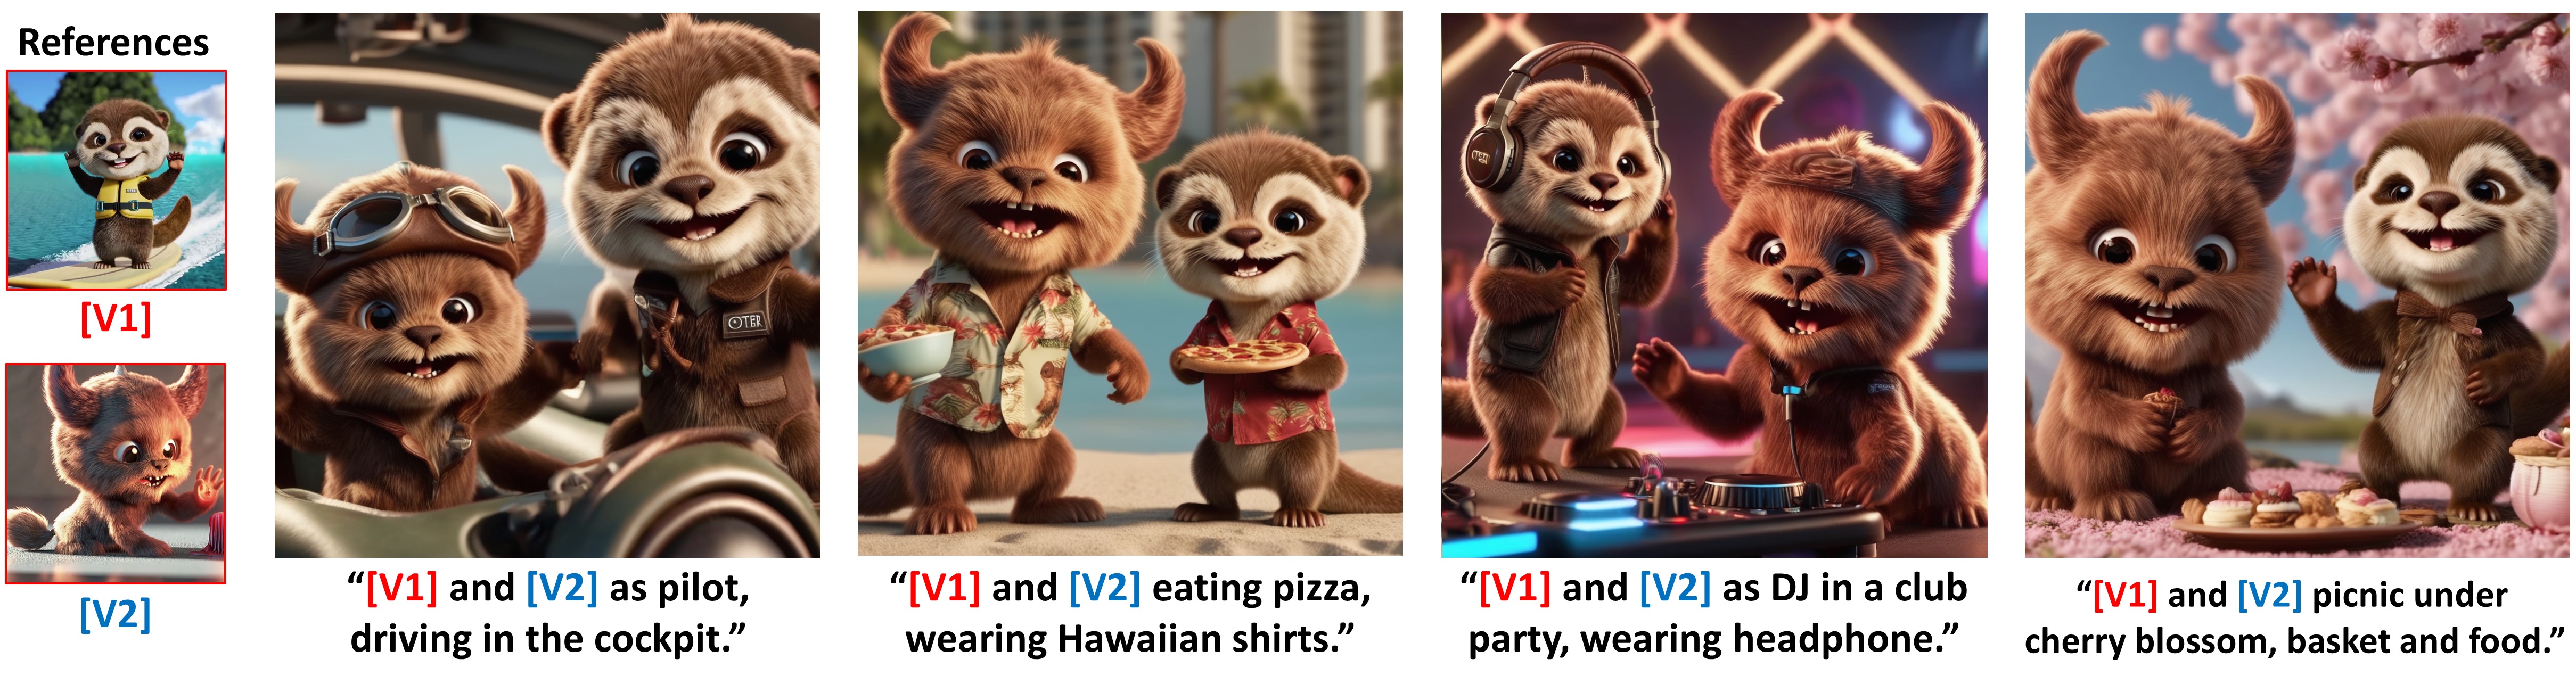 References
[V1]
[V2]
OTER
“[V1] and [V2] as pilot,
driving in the cockpit.”
“[V1] and [V2] eating pizza,
wearing Hawaiian shirts.”
“[V1] and [V2] as DJ in a club
party, wearing headphone.”
“[V1] and [V2] picnic under
cherry blossom, basket and food.”